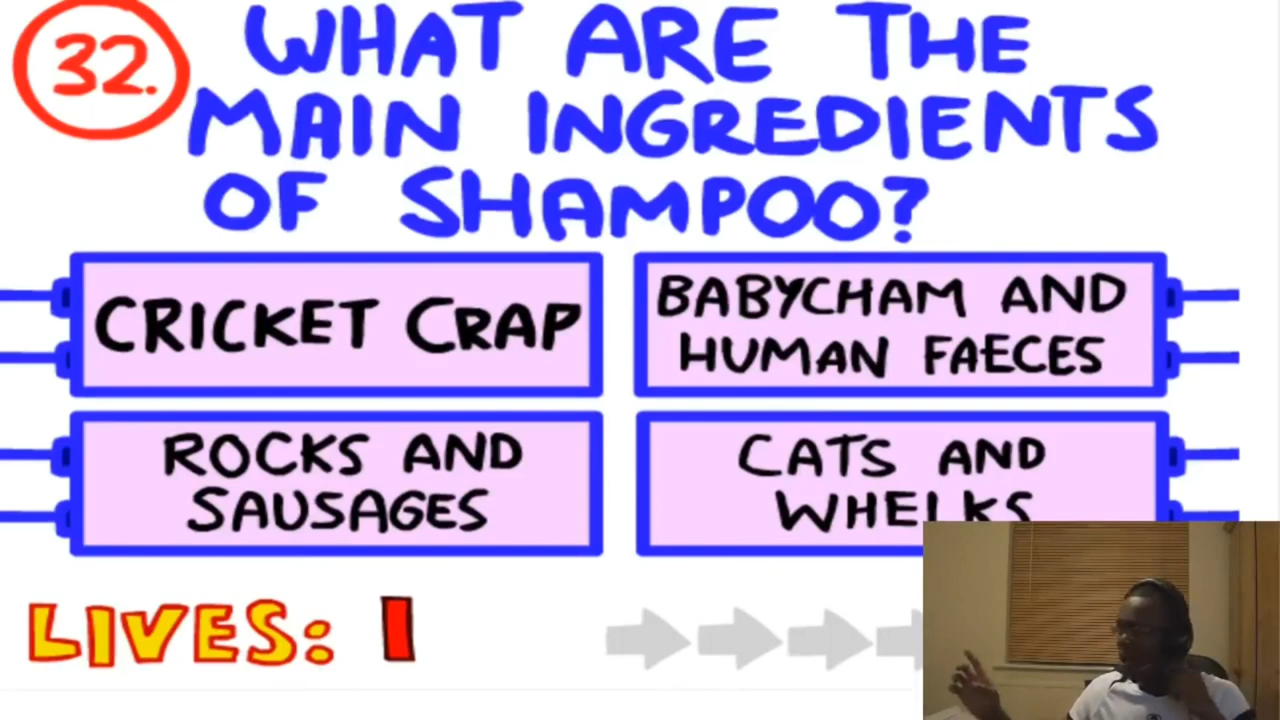 32.
WHAT ARE THE
MAIN INGREDIENTS
OF SHAMPOO?
CRICKET CRAP
BABYCHAM AND
HUMAN FAECES
ROCKS AND
SAUSAGES
CATS AND
WHELKS
LIVES: 1